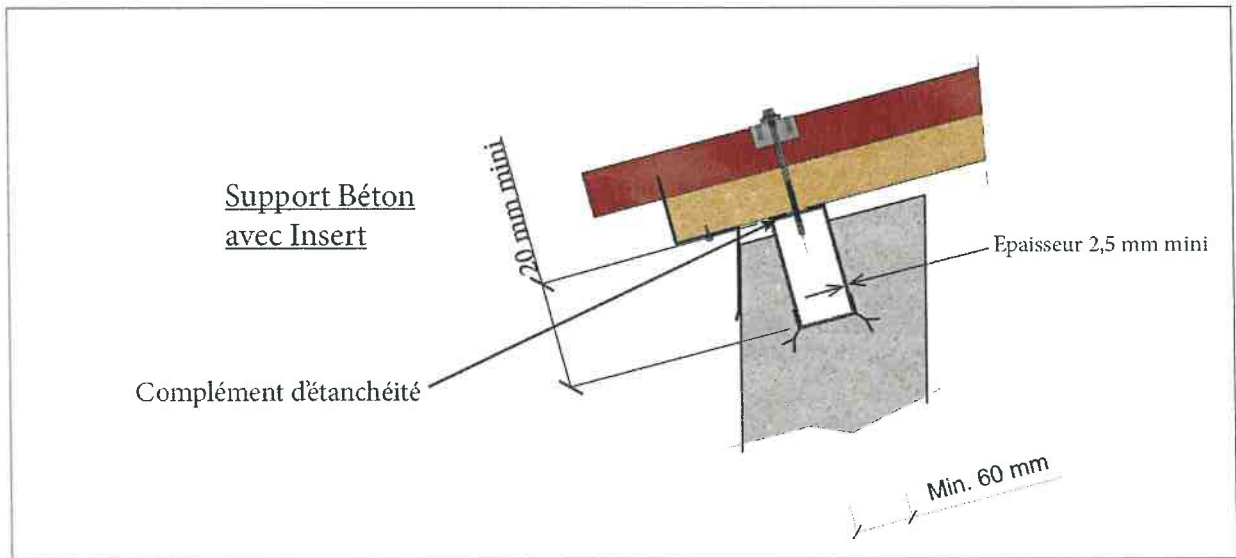 Support Béton
avec Insert
20 mm mini
Epaisseur 2,5 mm mini
Complément d'étanchéité
Min. 60 mm